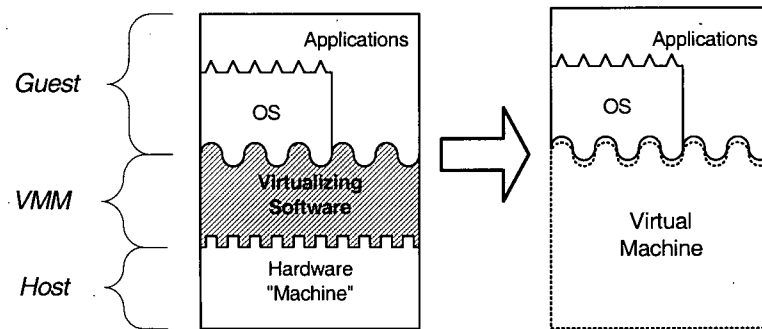 Guest
VMM
Host
Applications
OS
Virtualizing
Software
Hardware
"Machine"
Applications
OS
Virtual
Machine